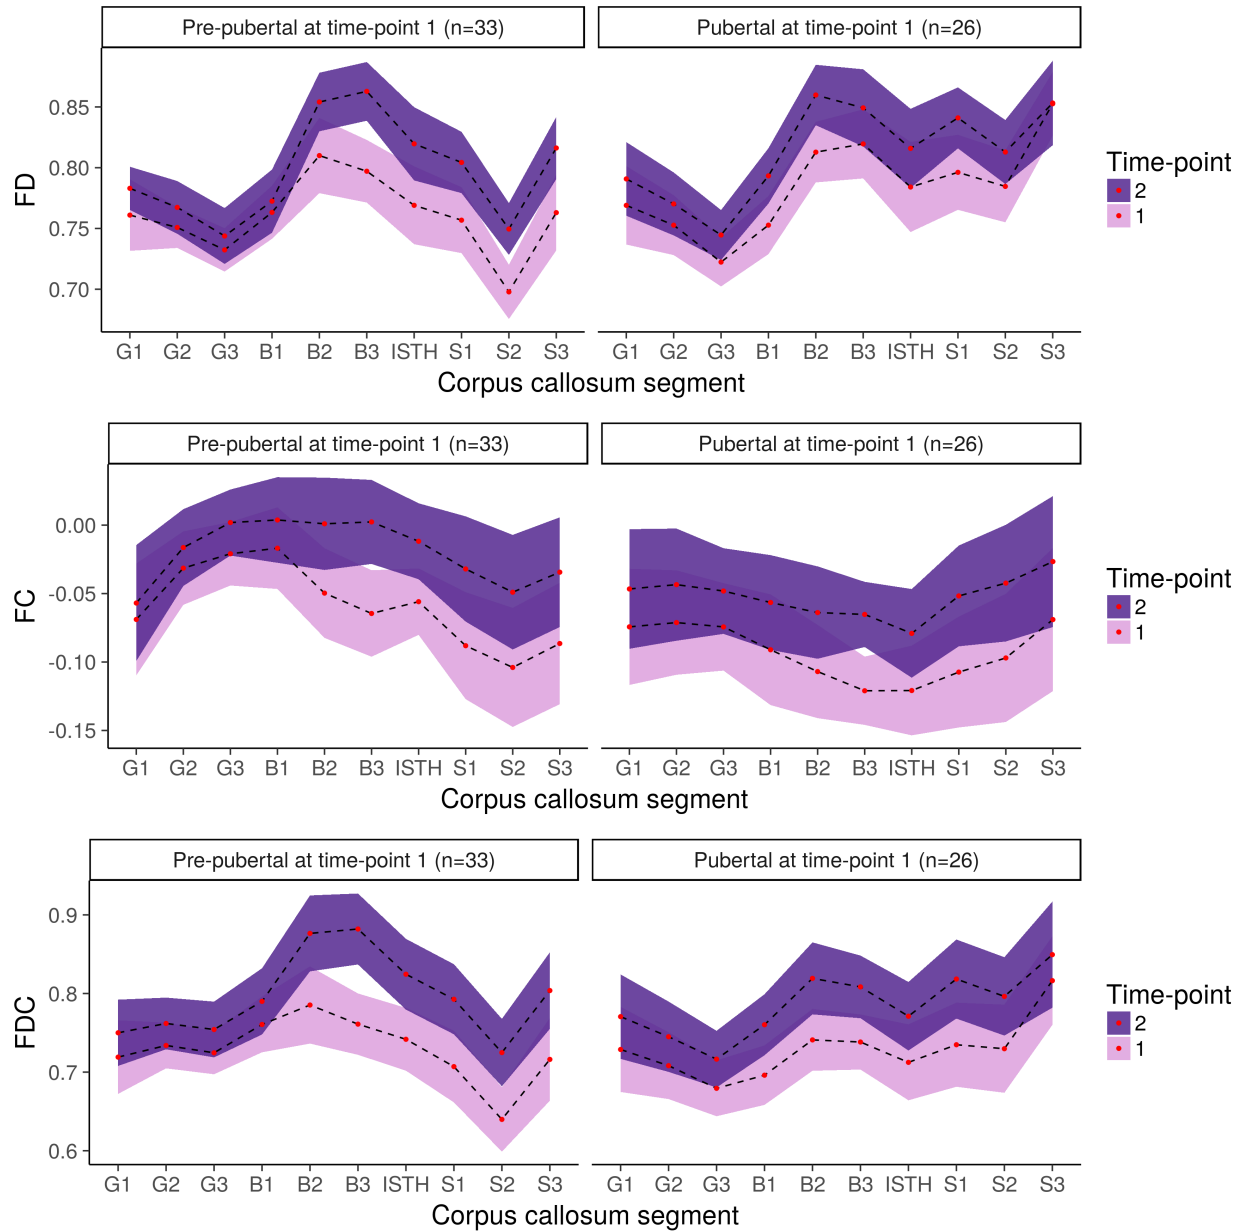 Pre-pubertal at time-point 1 (n=33)
Pubertal at time-point 1 (n=26)
FD
0.85
0.80
0.75
0.70
G1 G2 G3 B1 B2 B3 ISTH S1 S2 S3
G1 G2 G3 B1 B2 B3 ISTH S1 S2 S3
Corpus callosum segment
Time-point
2
1
Pre-pubertal at time-point 1 (n=33)
Pubertal at time-point 1 (n=26)
FC
0.00
-0.05
-0.10
-0.15
G1 G2 G3 B1 B2 B3 ISTH S1 S2 S3
G1 G2 G3 B1 B2 B3 ISTH S1 S2 S3
Corpus callosum segment
Time-point
2
1
Pre-pubertal at time-point 1 (n=33)
Pubertal at time-point 1 (n=26)
FDC
0.9
0.8
0.7
0.6
G1 G2 G3 B1 B2 B3 ISTH S1 S2 S3
G1 G2 G3 B1 B2 B3 ISTH S1 S2 S3
Corpus callosum segment
Time-point
2
1